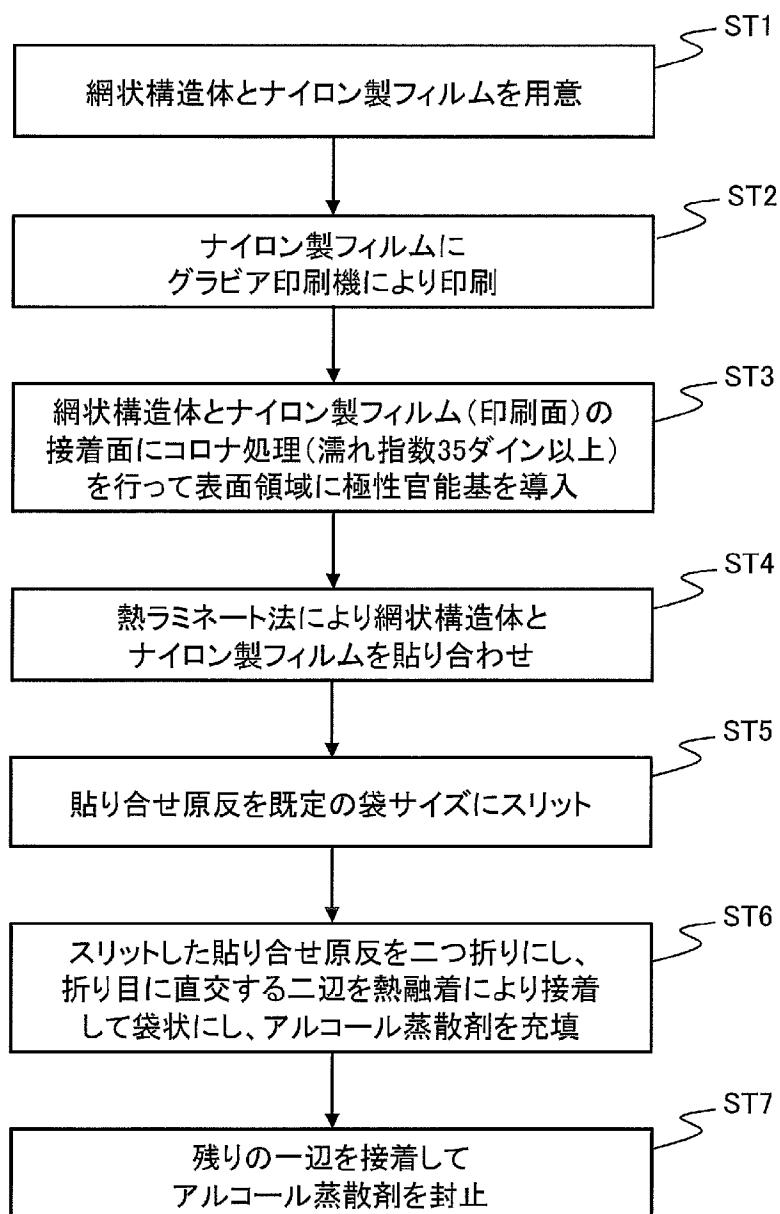 ST1
網状構造体とナイロン製フィルムを用意
ST2
ナイロン製フィルムに
グラビア印刷機により印刷
ST3
網状構造体とナイロン製フィルム（印刷面）の
接着面にコロナ処理（濡れ指数35ダイン以上）
を行って表面領域に極性官能基を導入
ST4
熱ラミネート法により網状構造体と
ナイロン製フィルムを貼り合わせ
ST5
貼り合せ原反を既定の袋サイズにスリット
ST6
スリットした貼り合せ原反を二つ折りにし、
折り目に直交する二辺を熱融着により接着
して袋状にし、アルコール蒸散剤を充填
ST7
残りの一辺を接着して
アルコール蒸散剤を封止